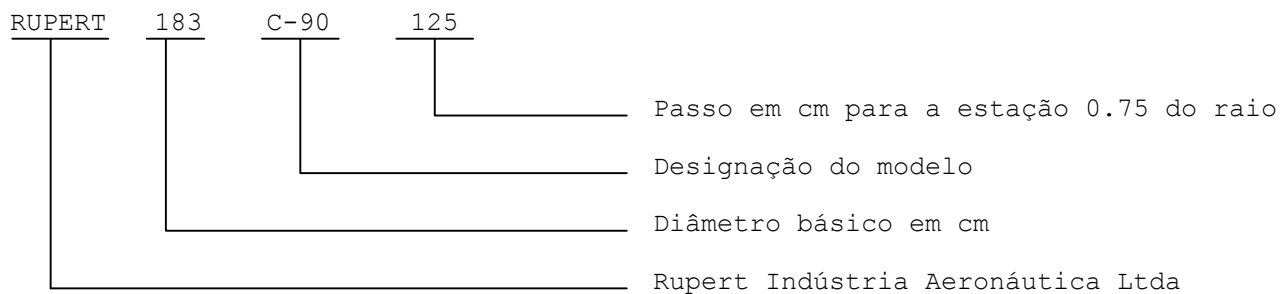 RUPERT 183 C-90 125
Passo em cm para a estação 0.75 do raio
Designação do modelo
Diâmetro básico em cm
Rupert Indústria Aeronáutica Ltda